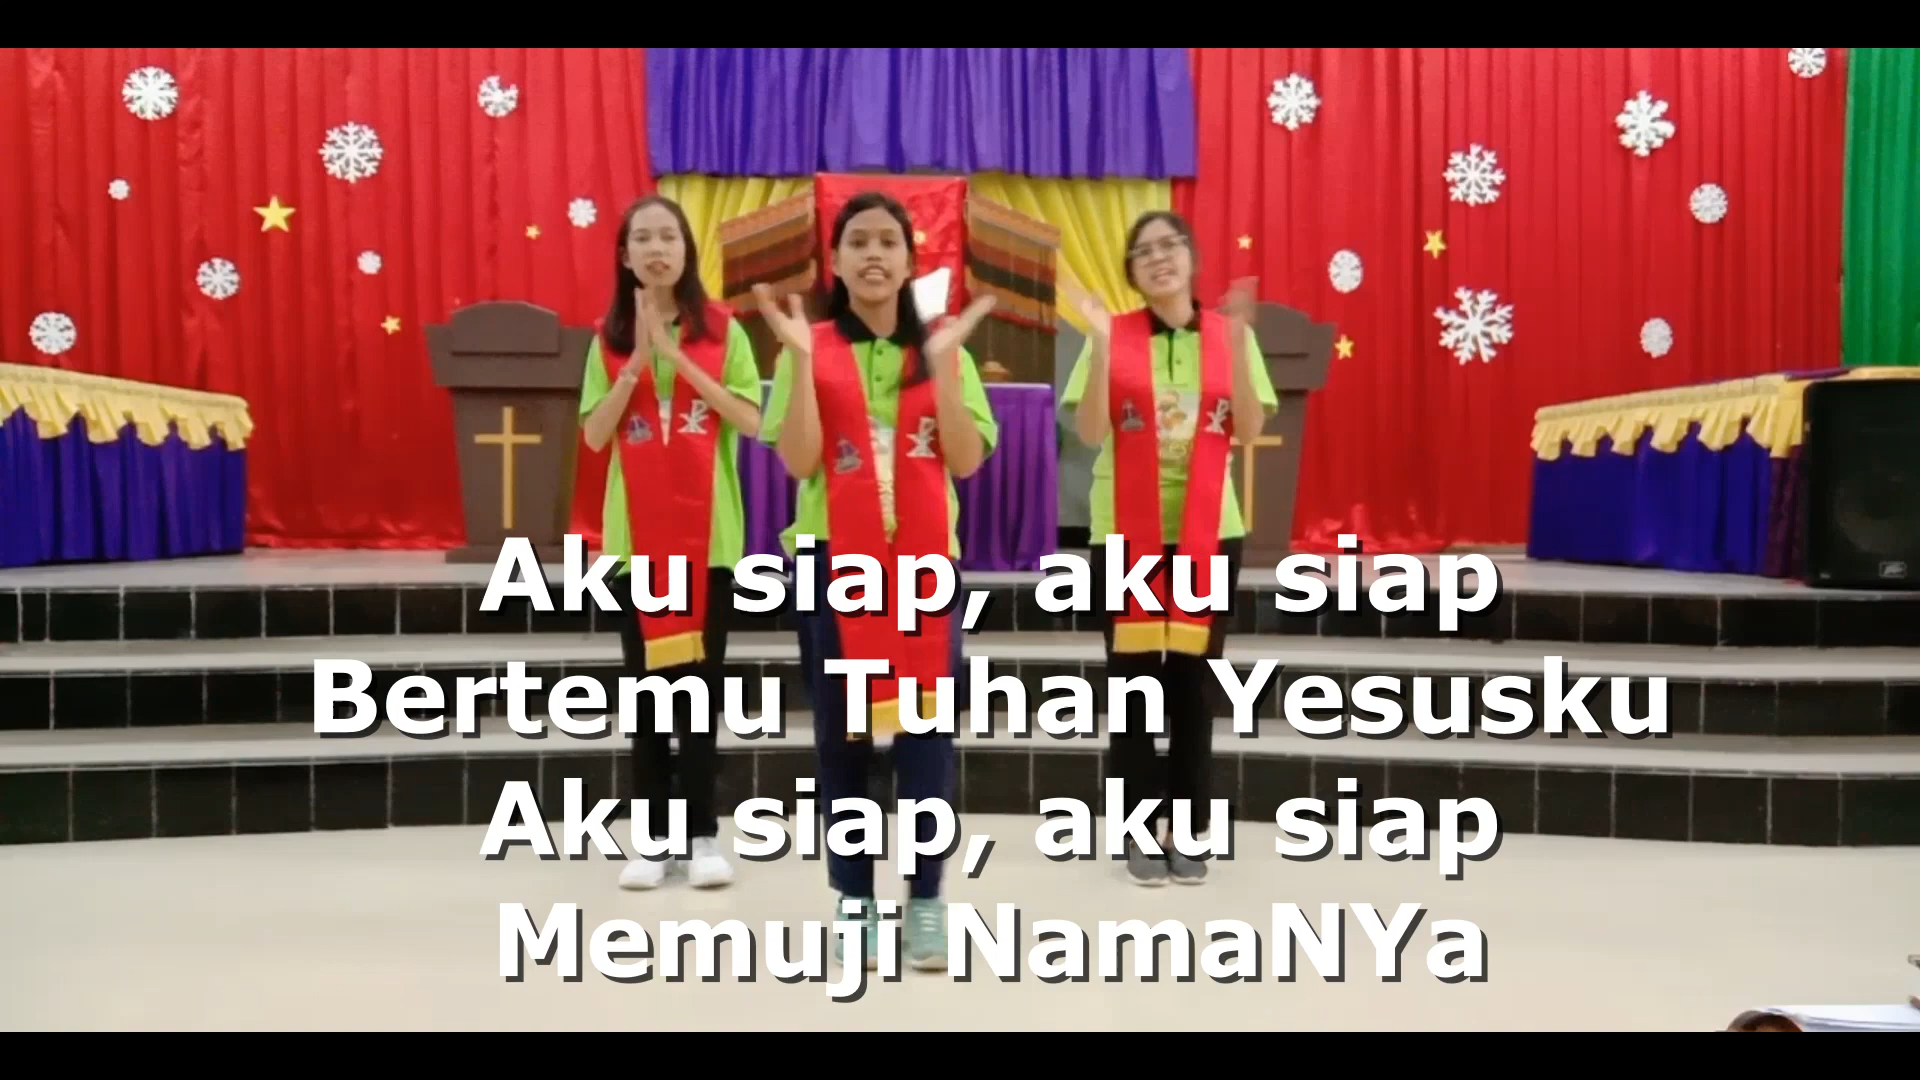 Aku siap, aku siap
Bertemu Tuhan Yesusku
Aku siap, aku siap
Memuji NamaNYa